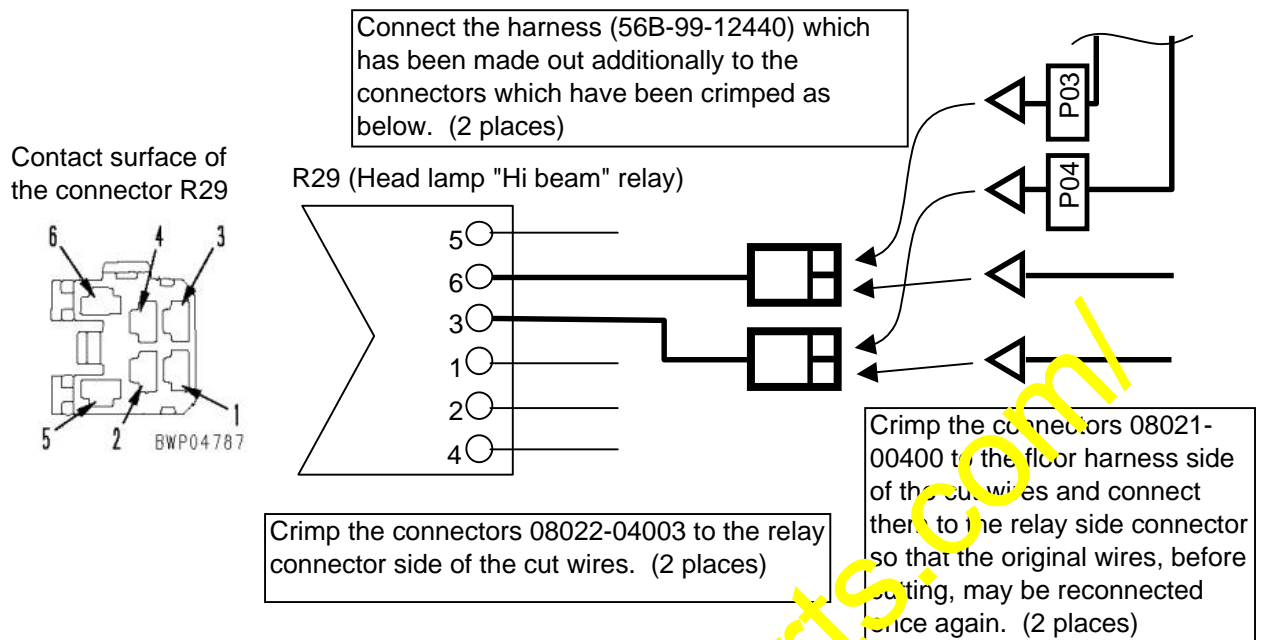 Connect the harness (56B-99-12440) which
has been made out additionally to the
connectors which have been crimped as
below. (2 places)
P03
P04
Contact surface of
the connector R29
6
4
3
5
2
1
BWP04787
R29 (Head lamp "Hi beam" relay)
5
6
3
1
2
4
Crimp the connectors 08022-04003 to the relay
connector side of the cut wires. (2 places)
Crimp the connectors 08021-
00400 to the floor harness side
of the cut wires and connect
them to the relay side connector
so that the original wires, before
cutting, may be reconnected
once again. (2 places)
rts.com/